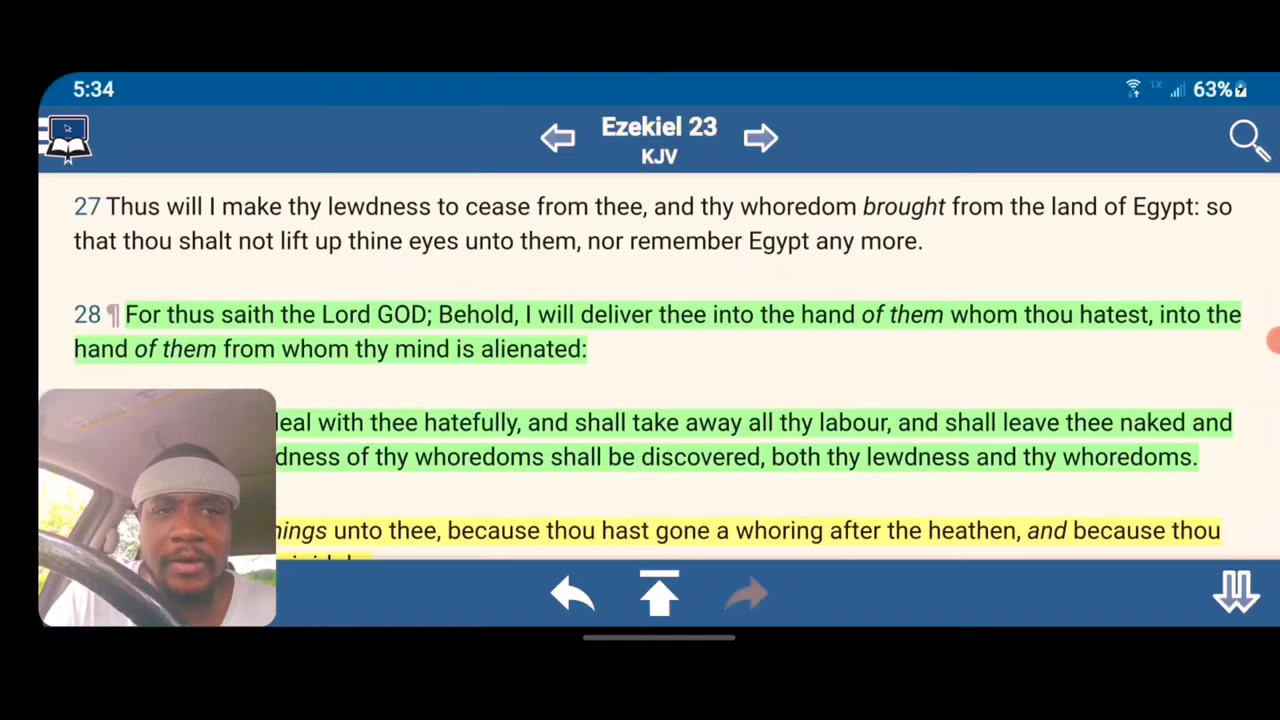 5:34
1X
63%
Ezekiel 23
KJV
27 Thus will I make thy lewdness to cease from thee, and thy whoredom brought from the land of Egypt: so
that thou shalt not lift up thine eyes unto them, nor remember Egypt any more.
28 ¶ For thus saith the Lord GOD; Behold, I will deliver thee into the hand of them whom thou hatest, into the
hand of them from whom thy mind is alienated:
deal with thee hatefully, and shall take away all thy labour, and shall leave thee naked and
dness of thy whoredoms shall be discovered, both thy lewdness and thy whoredoms.
hings unto thee, because thou hast gone a whoring after the heathen, and because thou